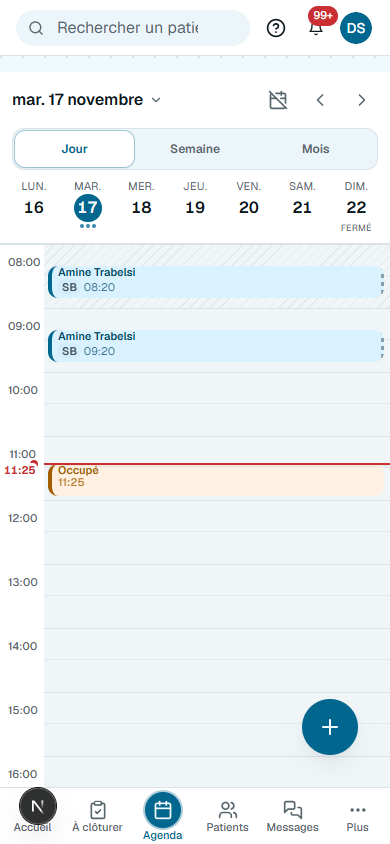 Rechercher un patie
99+
DS
mar. 17 novembre
Jour
Semaine
Mois
LUN.
MAR.
MER.
JEU.
VEN.
SAM.
DIM.
16
17
18
19
20
21
22
FERMÉ
08:00
Amine Trabelsi
SB 08:20
09:00
Amine Trabelsi
SB 09:20
10:00
11:00
11:25
Occupé
11:25
12:00
13:00
14:00
15:00
16:00
N
Accueil
À clôturer
Agenda
Patients
Messages
Plus